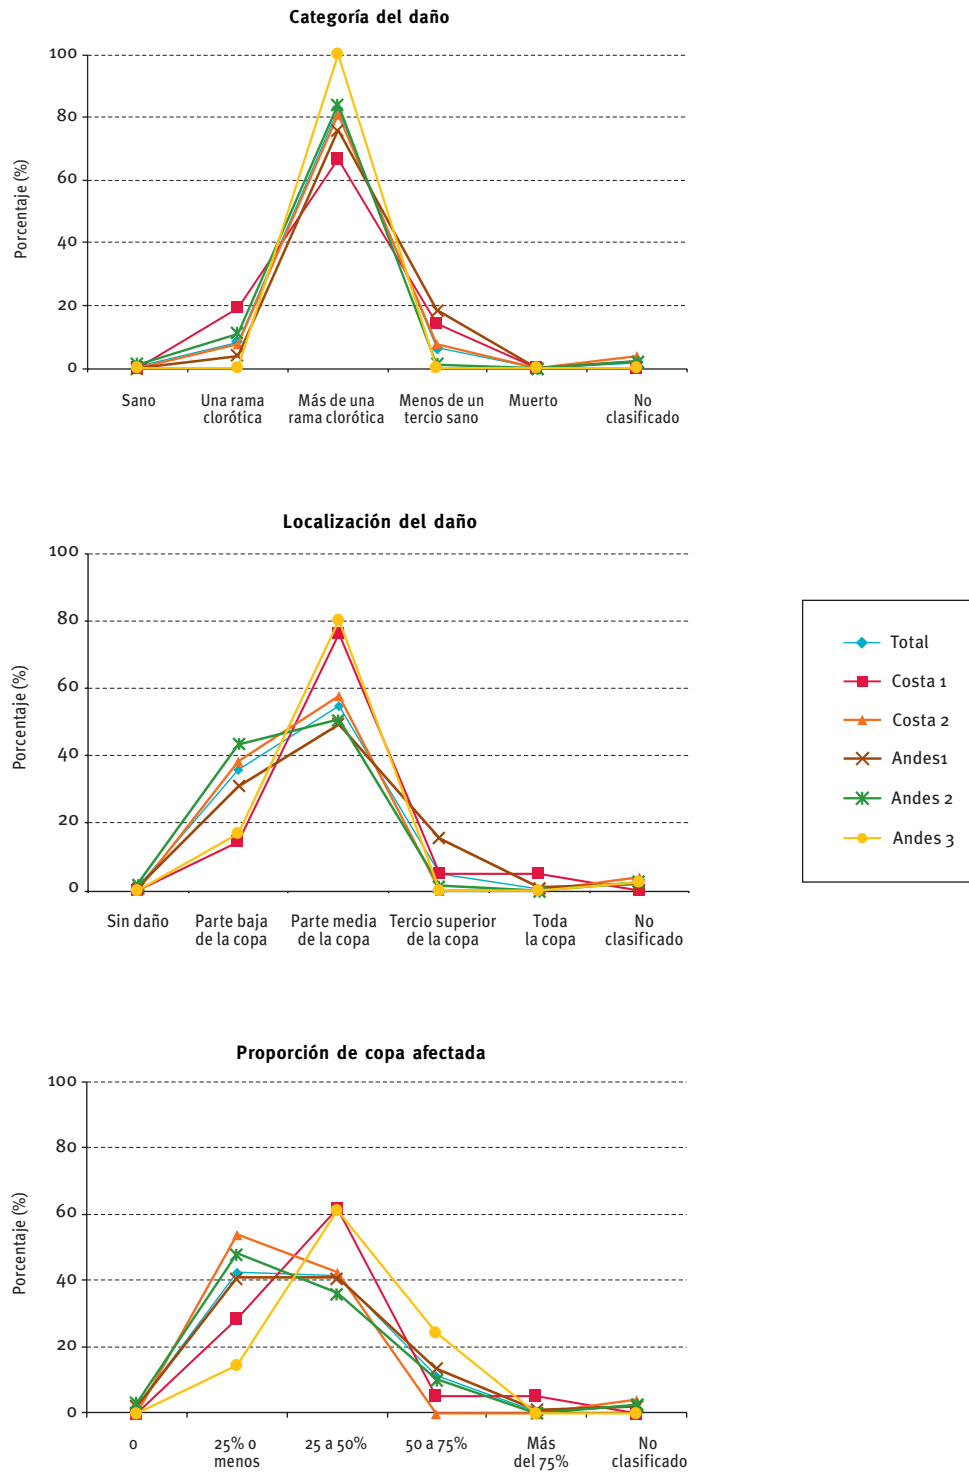 Categoría del daño
Porcentaje (%)
100
80
60
40
20
0
Sano
Una rama
clorótica
Más de una
rama clorótica
Menos de un
tercio sano
Muerto
No
clasificado
Localización del daño
Porcentaje (%)
100
80
60
40
20
0
Sin daño
Parte baja
de la copa
Parte media
de la copa
Tercio superior
de la copa
Toda
la copa
No
clasificado
Total
Costa 1
Costa 2
Andes1
Andes 2
Andes 3
Proporción de copa afectada
Porcentaje (%)
100
80
60
40
20
0
0
25% o
menos
25 a 50%
50 a 75%
Más
del 75%
No
clasificado